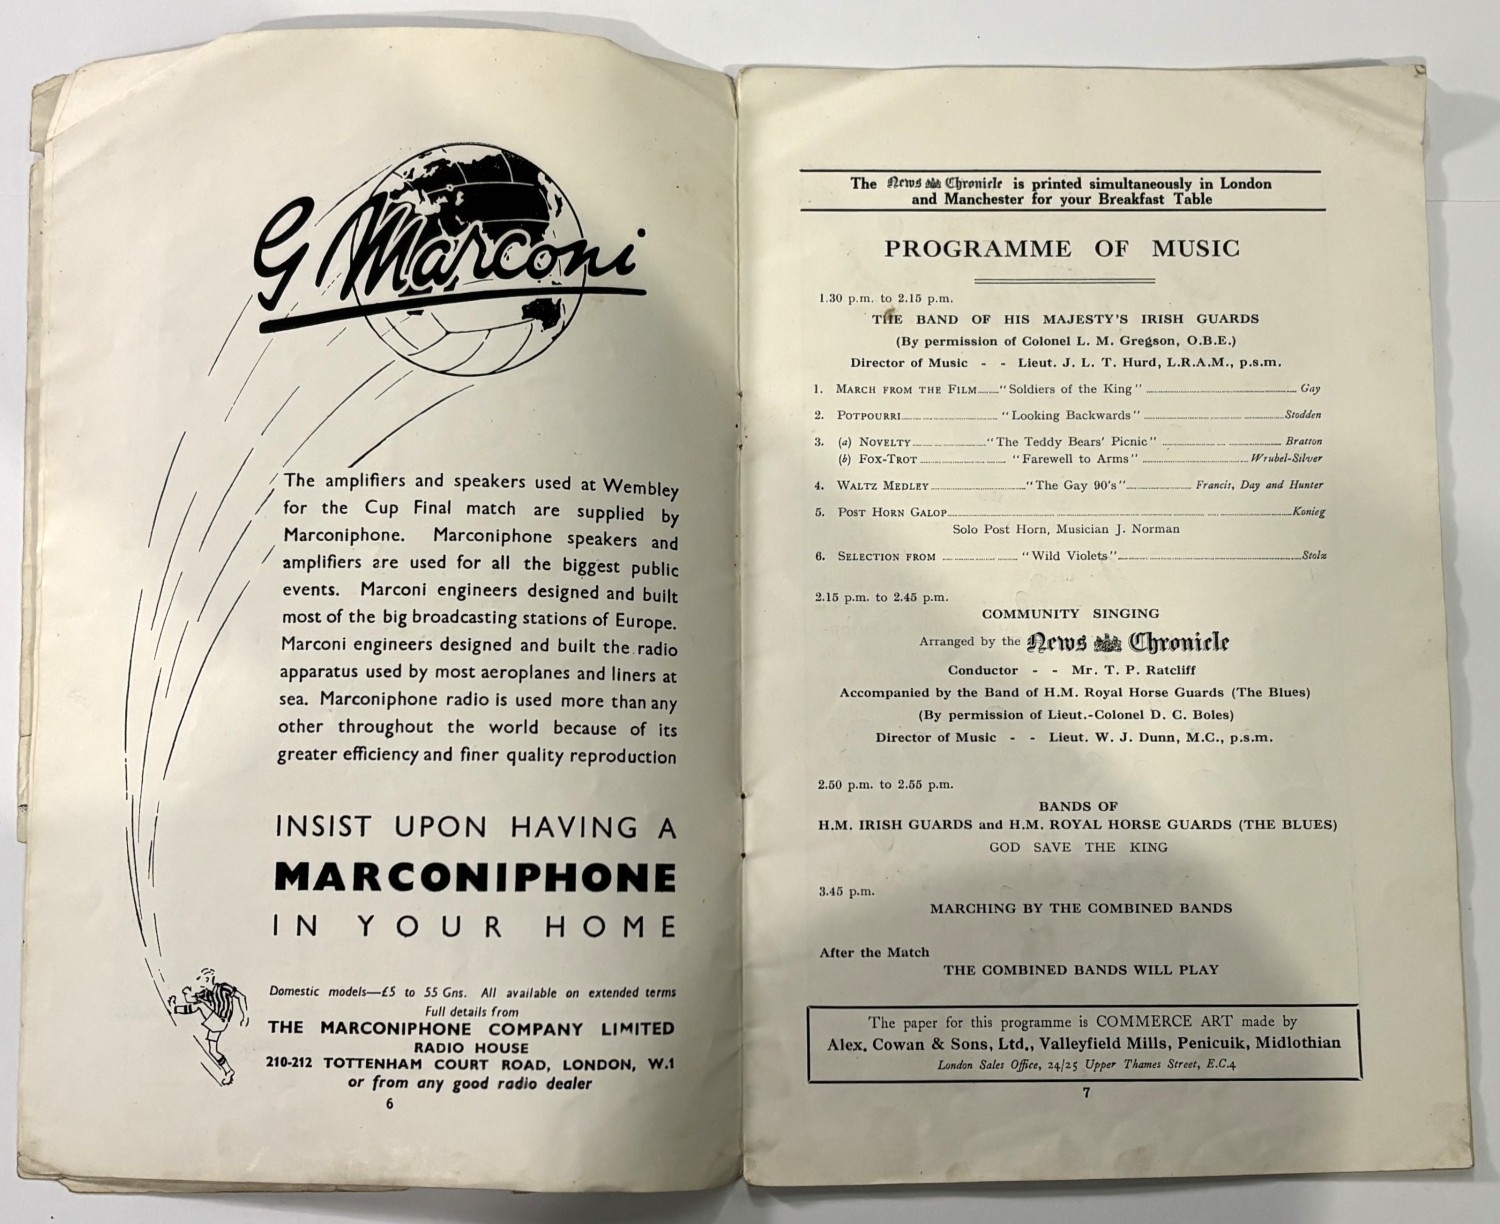 G Marconi
The amplifiers and speakers used at Wembley
for the Cup Final match are supplied by
Marconiphone. Marconiphone speakers and
amplifiers are used for all the biggest public
events. Marconi engineers designed and built
most of the big broadcasting stations of Europe.
Marconi engineers designed and built the radio
apparatus used by most aeroplanes and liners at
sea. Marconiphone radio is used more than any
other throughout the world because of its
greater efficiency and finer quality reproduction
INSIST UPON HAVING A
MARCONIPHONE
IN YOUR HOME
Domestic models—£5 to 55 Gns. All available on extended terms
Full details from
THE MARCONIPHONE COMPANY LIMITED
RADIO HOUSE
210-212 TOTTENHAM COURT ROAD, LONDON, W.1
or from any good radio dealer
6
The News Chronicle is printed simultaneously in London
and Manchester for your Breakfast Table
PROGRAMME OF MUSIC
1.30 p.m. to 2.15 p.m.
THE BAND OF HIS MAJESTY'S IRISH GUARDS
(By permission of Colonel L. M. Gregson, O.B.E.)
Director of Music - - Lieut. J. L. T. Hurd, L.R.A.M., p.s.m.
1. MARCH FROM THE FILM "Soldiers of the King" Gay
2. POTPOURRI "Looking Backwards" Stodden
3. (a) NOVELTY "The Teddy Bears' Picnic" Bratton
(b) FOX-TROT "Farewell to Arms" Wrubel-Silver
4. WALTZ MEDLEY "The Gay 90's" Francis, Day and Hunter
5. POST HORN GALOP Konieg
Solo Post Horn, Musician J. Norman
6. SELECTION FROM "Wild Violets" Stolz
2.15 p.m. to 2.45 p.m.
COMMUNITY SINGING
Arranged by the News Chronicle
Conductor - - Mr. T. P. Ratcliff
Accompanied by the Band of H.M. Royal Horse Guards (The Blues)
(By permission of Lieut.-Colonel D. C. Boles)
Director of Music - - Lieut. W. J. Dunn, M.C., p.s.m.
2.50 p.m. to 2.55 p.m.
BANDS OF
H.M. IRISH GUARDS and H.M. ROYAL HORSE GUARDS (THE BLUES)
GOD SAVE THE KING
3.45 p.m.
MARCHING BY THE COMBINED BANDS
After the Match
THE COMBINED BANDS WILL PLAY
The paper for this programme is COMMERCE ART made by
Alex. Cowan & Sons, Ltd., Valleyfield Mills, Penicuik, Midlothian
London Sales Office, 24/25 Upper Thames Street, E.C.4
7